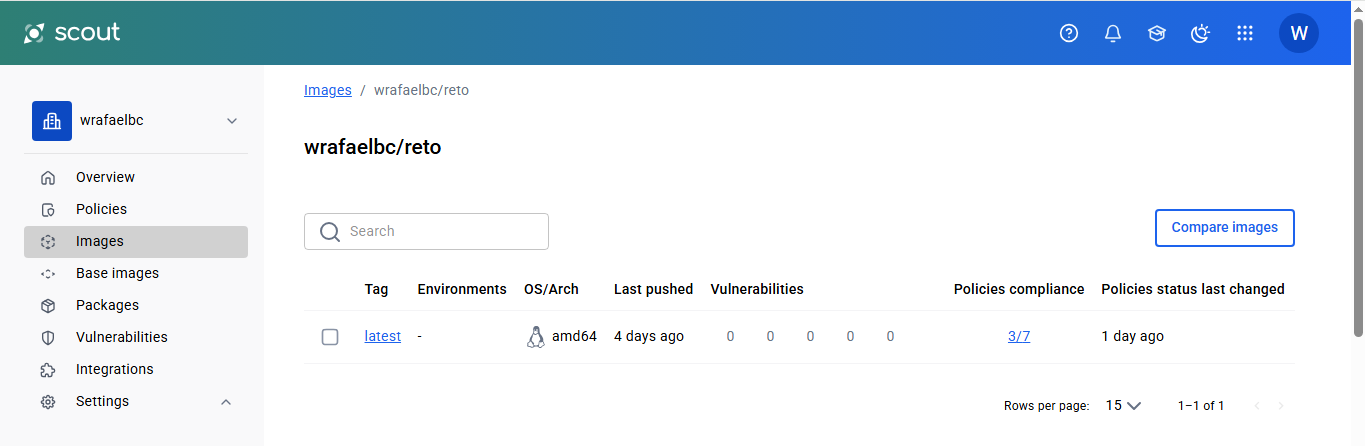 scout
W
wrafaelbc
Overview
Policies
Images
Base images
Packages
Vulnerabilities
Integrations
Settings
Images / wrafaelbc/reto
wrafaelbc/reto
Search
Compare images
Tag Environments OS/Arch Last pushed Vulnerabilities Policies compliance Policies status last changed
latest - amd64 4 days ago 0 0 0 0 0 3/7 1 day ago
Rows per page: 15 1–1 of 1